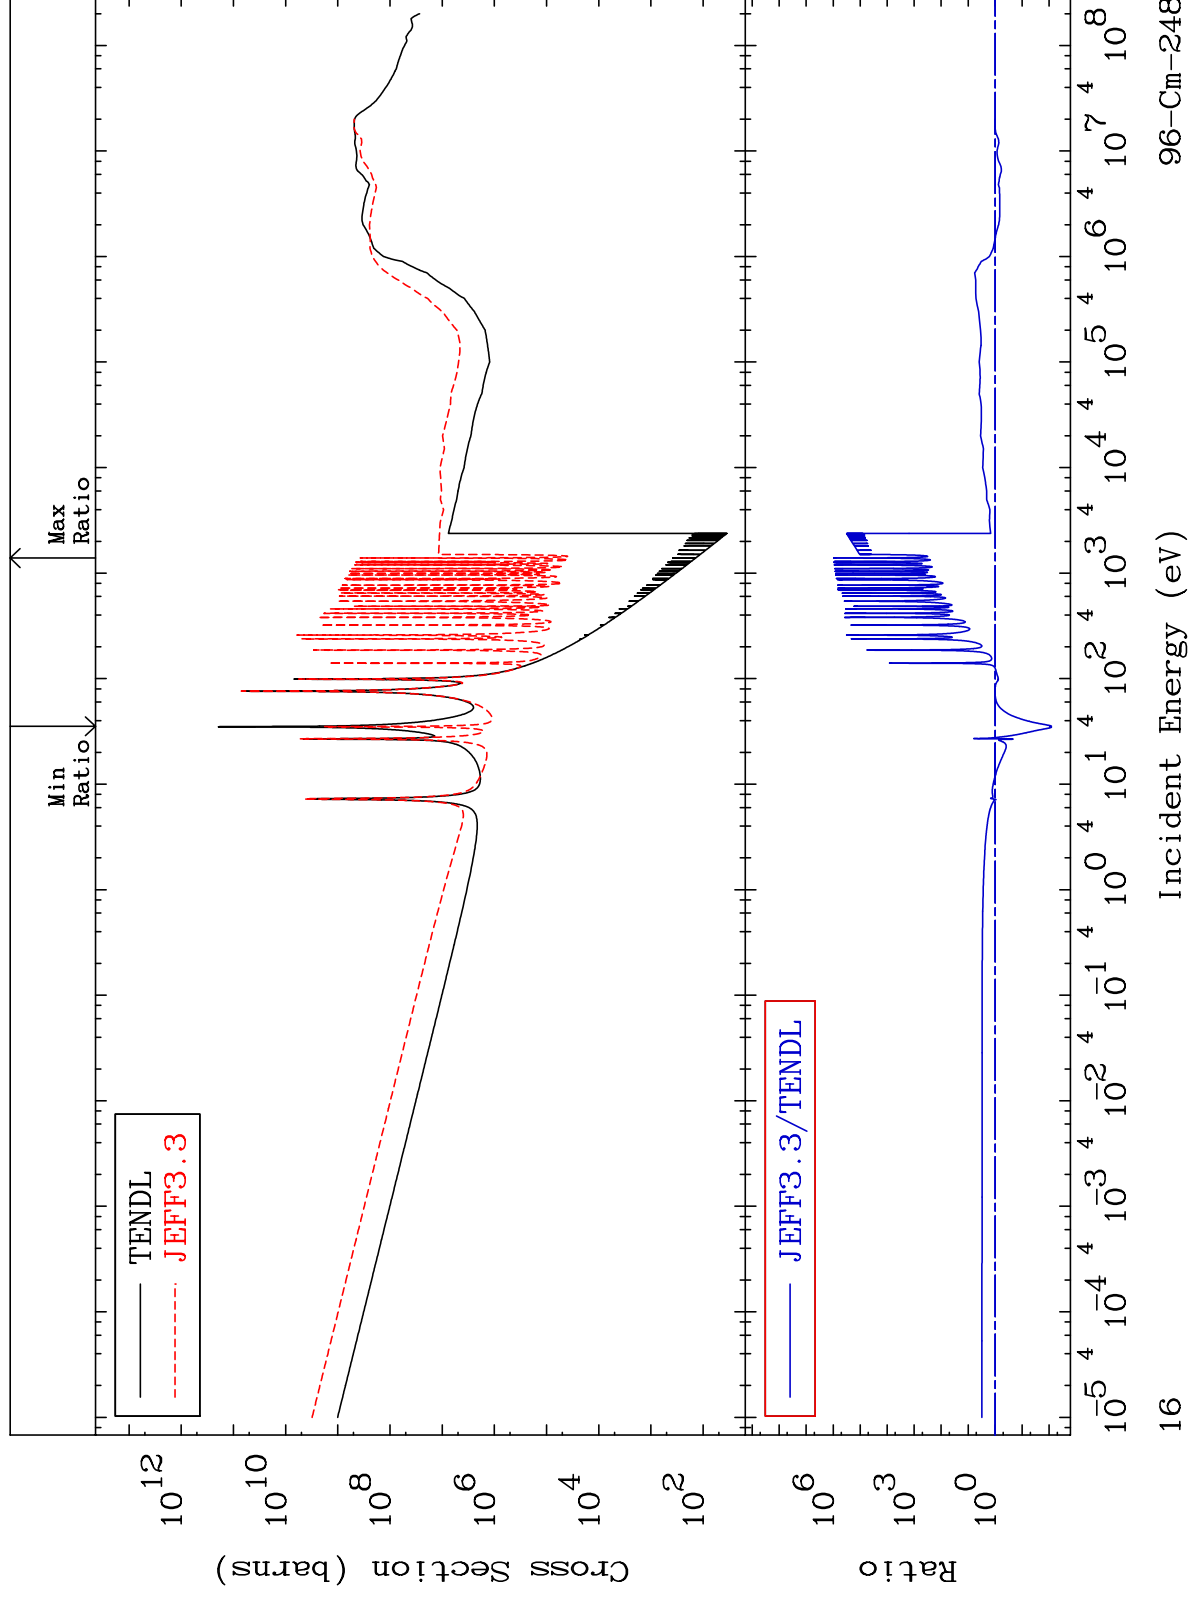 Min
Ratio
Max
Ratio
TENDL
JEFF3.3
Cross Section (barns)
10^12
10^10
10^8
10^6
10^4
10^2
JEFF3.3/TENDL
Ratio
10^6
10^3
10^0
10^-5 4 10^-4 4 10^-3 4 10^-2 4 10^-1 4 10^0 4 10^1 4 10^2 4 10^3 4 10^4 4 10^5 4 10^6 4 10^7 4 10^8
16 Incident Energy (eV) 96-Cm-248